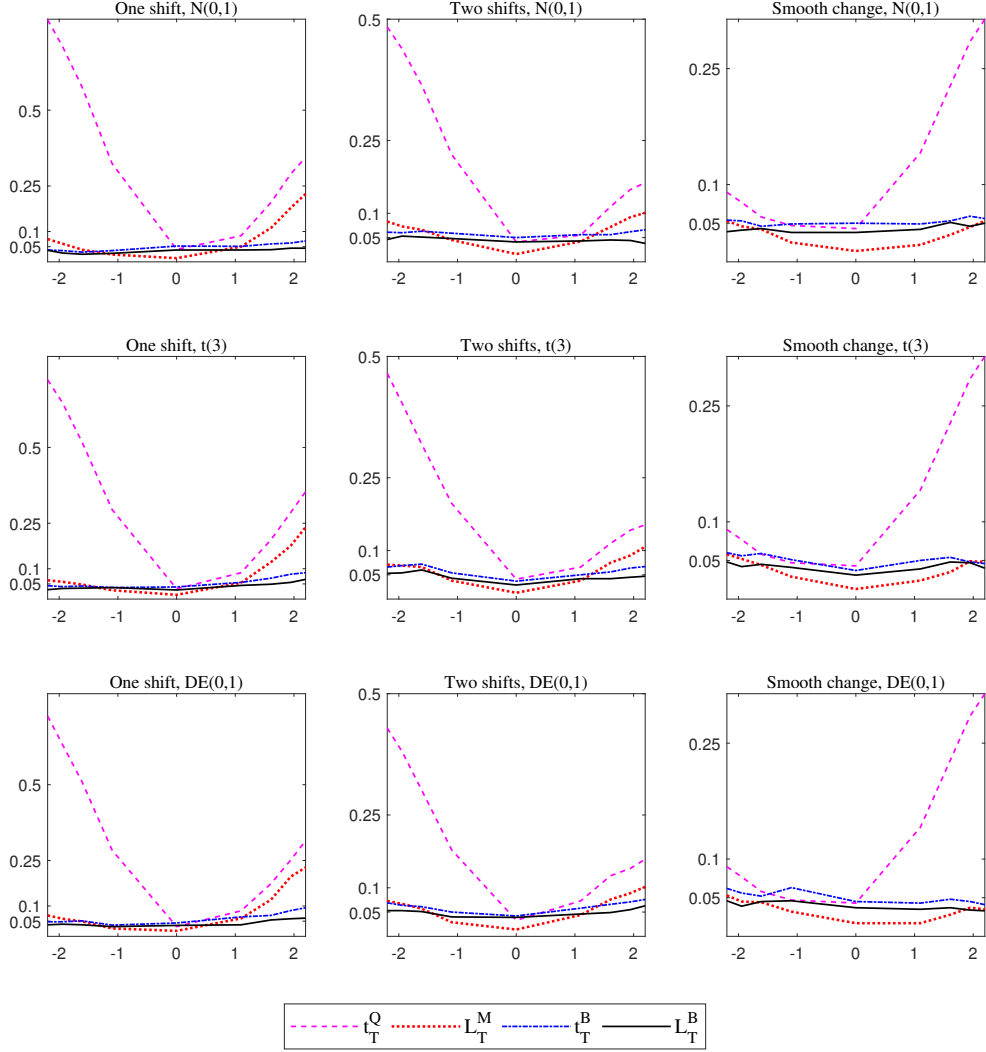 One shift, N(0,1)
Two shifts, N(0,1)
Smooth change, N(0,1)
0.5
0.25
0.1
0.05
-2 -1 0 1 2
0.5
0.25
0.1
0.05
-2 -1 0 1 2
0.25
0.1
0.05
-2 -1 0 1 2
One shift, t(3)
Two shifts, t(3)
Smooth change, t(3)
0.5
0.25
0.1
0.05
-2 -1 0 1 2
0.5
0.25
0.1
0.05
-2 -1 0 1 2
0.25
0.1
0.05
-2 -1 0 1 2
One shift, DE(0,1)
Two shifts, DE(0,1)
Smooth change, DE(0,1)
0.5
0.25
0.1
0.05
-2 -1 0 1 2
0.5
0.25
0.1
0.05
-2 -1 0 1 2
0.25
0.1
0.05
-2 -1 0 1 2
t_T^Q L_T^M t_T^B L_T^B